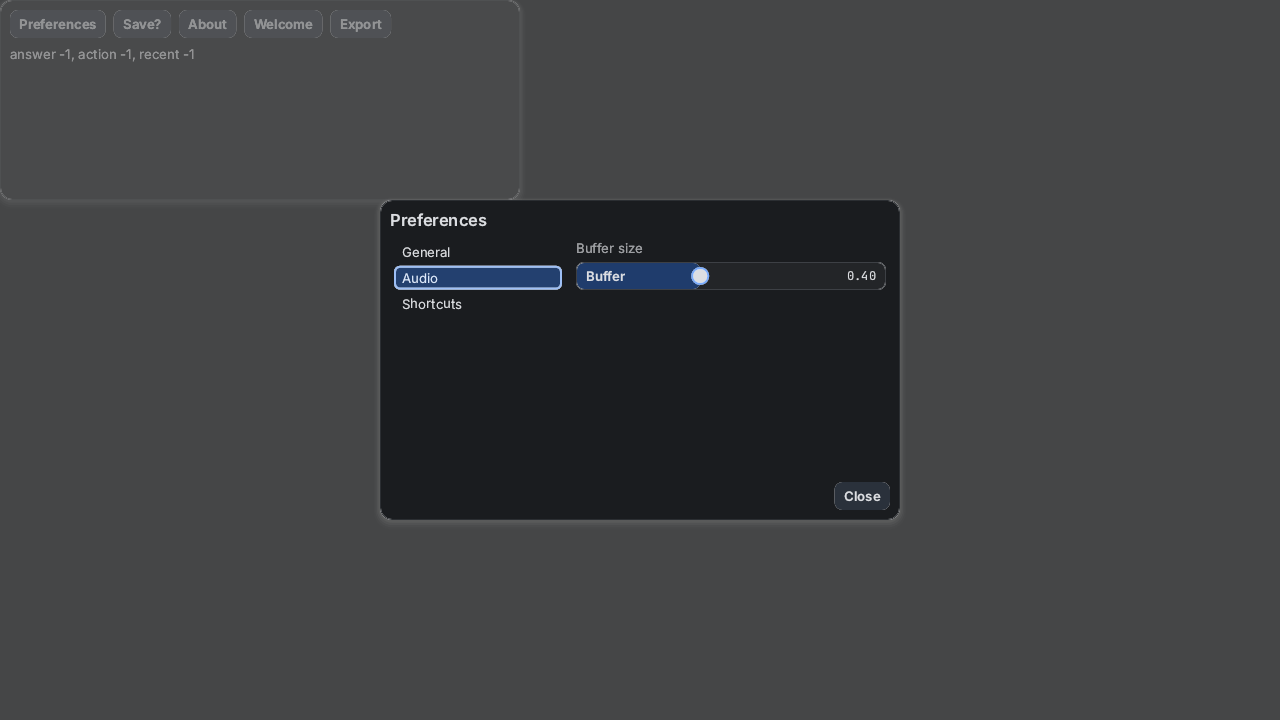 Preferences Save? About Welcome Export
answer -1, action -1, recent -1
Preferences
General
Audio
Shortcuts
Buffer size
Buffer 0.40
Close